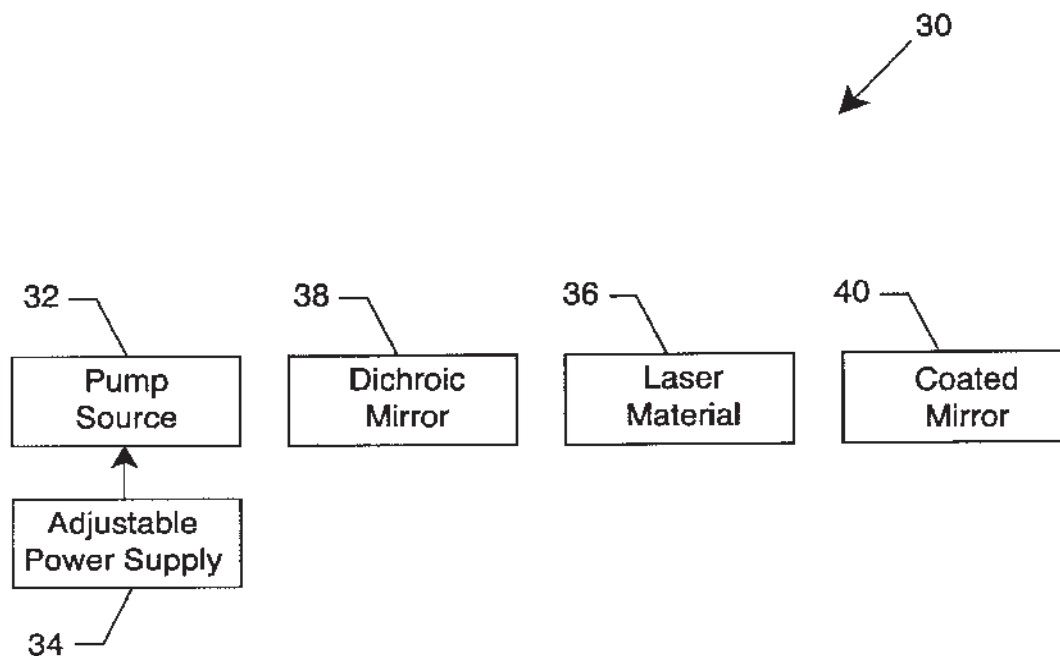 30
32
38
36
40
Pump
Source
Dichroic
Mirror
Laser
Material
Coated
Mirror
Adjustable
Power Supply
34